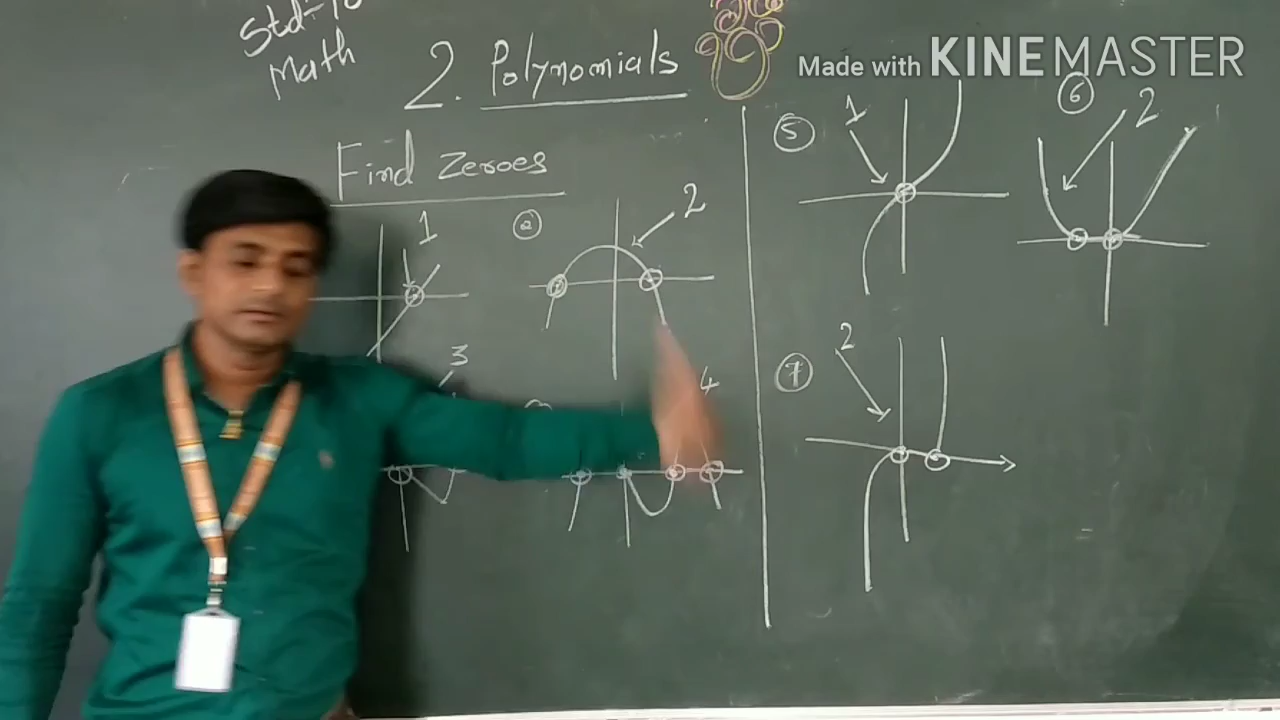 Std-10
Math
2. Polynomials
Made with KINEMASTER
Find Zeroes
1
② 2
3
4
⑤ 1
⑥ 2
⑦ 2